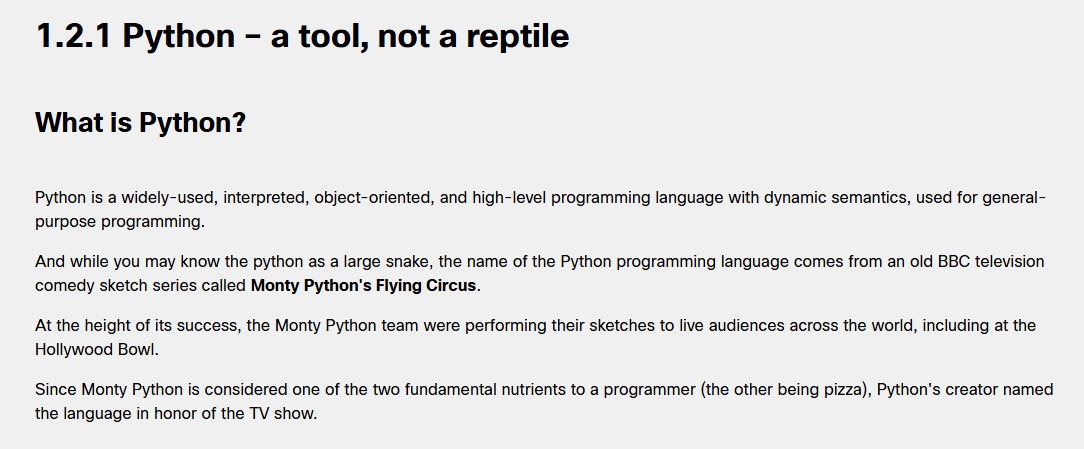 1.2.1 Python – a tool, not a reptile
What is Python?
Python is a widely-used, interpreted, object-oriented, and high-level programming language with dynamic semantics, used for general-
purpose programming.
And while you may know the python as a large snake, the name of the Python programming language comes from an old BBC television
comedy sketch series called Monty Python's Flying Circus.
At the height of its success, the Monty Python team were performing their sketches to live audiences across the world, including at the
Hollywood Bowl.
Since Monty Python is considered one of the two fundamental nutrients to a programmer (the other being pizza), Python's creator named
the language in honor of the TV show.